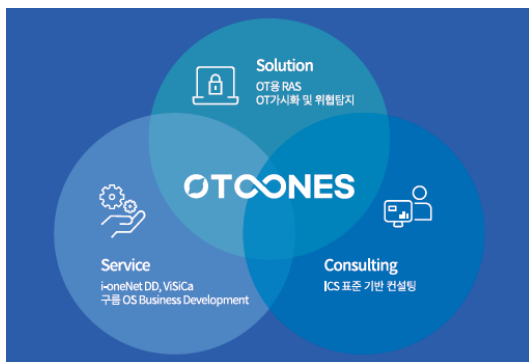 Solution
OT용 RAS
OT가시화 및 위협탐지
OTOONES
Service
i-oneNet DD, ViSiCa
구름 OS Business Development
Consulting
ICS 표준 기반 컨설팅